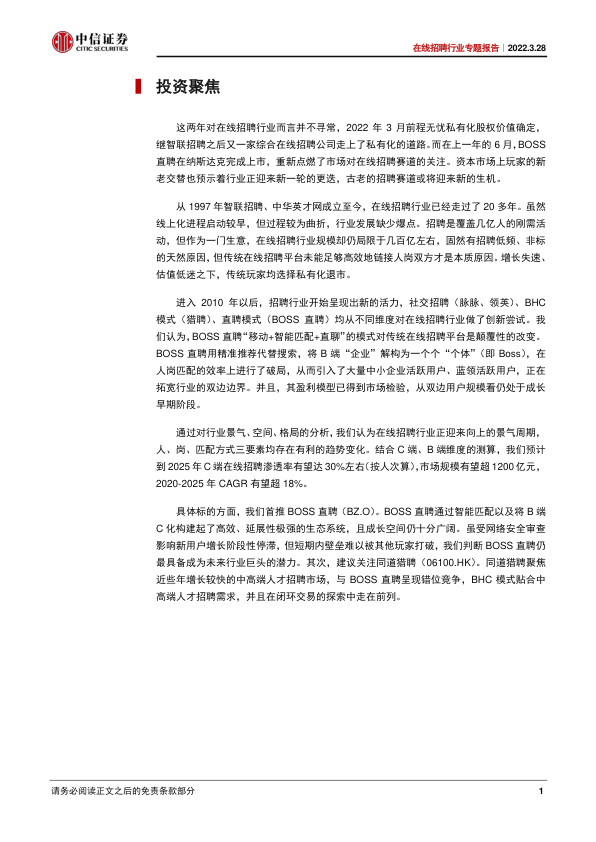 中信证券
CITIC SECURITIES
在线招聘行业专题报告｜2022.3.28
投资聚焦
这两年对在线招聘行业而言并不寻常，2022 年 3 月前程无忧私有化股权价值确定，
继智联招聘之后又一家综合在线招聘公司走上了私有化的道路。而在上一年的 6 月，BOSS
直聘在纳斯达克完成上市，重新点燃了市场对在线招聘赛道的关注。资本市场上玩家的新
老交替也预示着行业正迎来新一轮的更迭，古老的招聘赛道或将迎来新的生机。
从 1997 年智联招聘、中华英才网成立至今，在线招聘行业已经走过了 20 多年。虽然
线上化进程启动较早，但过程较为曲折，行业发展缺少爆点。招聘是覆盖几亿人的刚需活
动，但作为一门生意，在线招聘行业规模却仍局限于几百亿左右，固然有招聘低频、非标
的天然原因，但传统在线招聘平台未能足够高效地链接人岗双方才是本质原因。增长失速、
估值低迷之下，传统玩家均选择私有化退市。
进入 2010 年以后，招聘行业开始呈现出新的活力，社交招聘（脉脉、领英）、BHC
模式（猎聘）、直聘模式（BOSS 直聘）均从不同维度对在线招聘行业做了创新尝试。我
们认为，BOSS 直聘“移动+智能匹配+直聊”的模式对传统在线招聘平台是颠覆性的改变。
BOSS 直聘用精准推荐代替搜索，将 B 端“企业”解构为一个个“个体”（即 Boss），在
人岗匹配的效率上进行了破局，从而引入了大量中小企业活跃用户、蓝领活跃用户，正在
拓宽行业的双边边界。并且，其盈利模型已得到市场检验，从双边用户规模看仍处于成长
早期阶段。
通过对行业景气、空间、格局的分析，我们认为在线招聘行业正迎来向上的景气周期，
人、岗、匹配方式三要素均存在有利的趋势变化。结合 C 端、B 端维度的测算，我们预计
到 2025 年 C 端在线招聘渗透率有望达 30%左右（按人次算），市场规模有望超 1200 亿元，
2020-2025 年 CAGR 有望超 18%。
具体标的方面，我们首推 BOSS 直聘（BZ.O）。BOSS 直聘通过智能匹配以及将 B 端
C 化构建起了高效、延展性极强的生态系统，且成长空间仍十分广阔。虽受网络安全审查
影响新用户增长阶段性停滞，但短期内壁垒难以被其他玩家打破，我们判断 BOSS 直聘仍
最具备成为未来行业巨头的潜力。其次，建议关注同道猎聘（06100.HK）。同道猎聘聚焦
近些年增长较快的中高端人才招聘市场，与 BOSS 直聘呈现错位竞争，BHC 模式贴合中
高端人才招聘需求，并且在闭环交易的探索中走在前列。
请务必阅读正文之后的免责条款部分
1